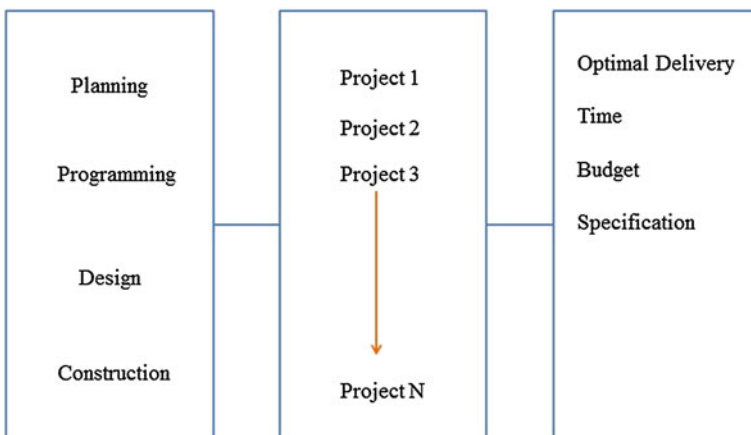 Planning
Programming
Design
Construction
Project 1
Project 2
Project 3
Project N
Optimal Delivery
Time
Budget
Specification